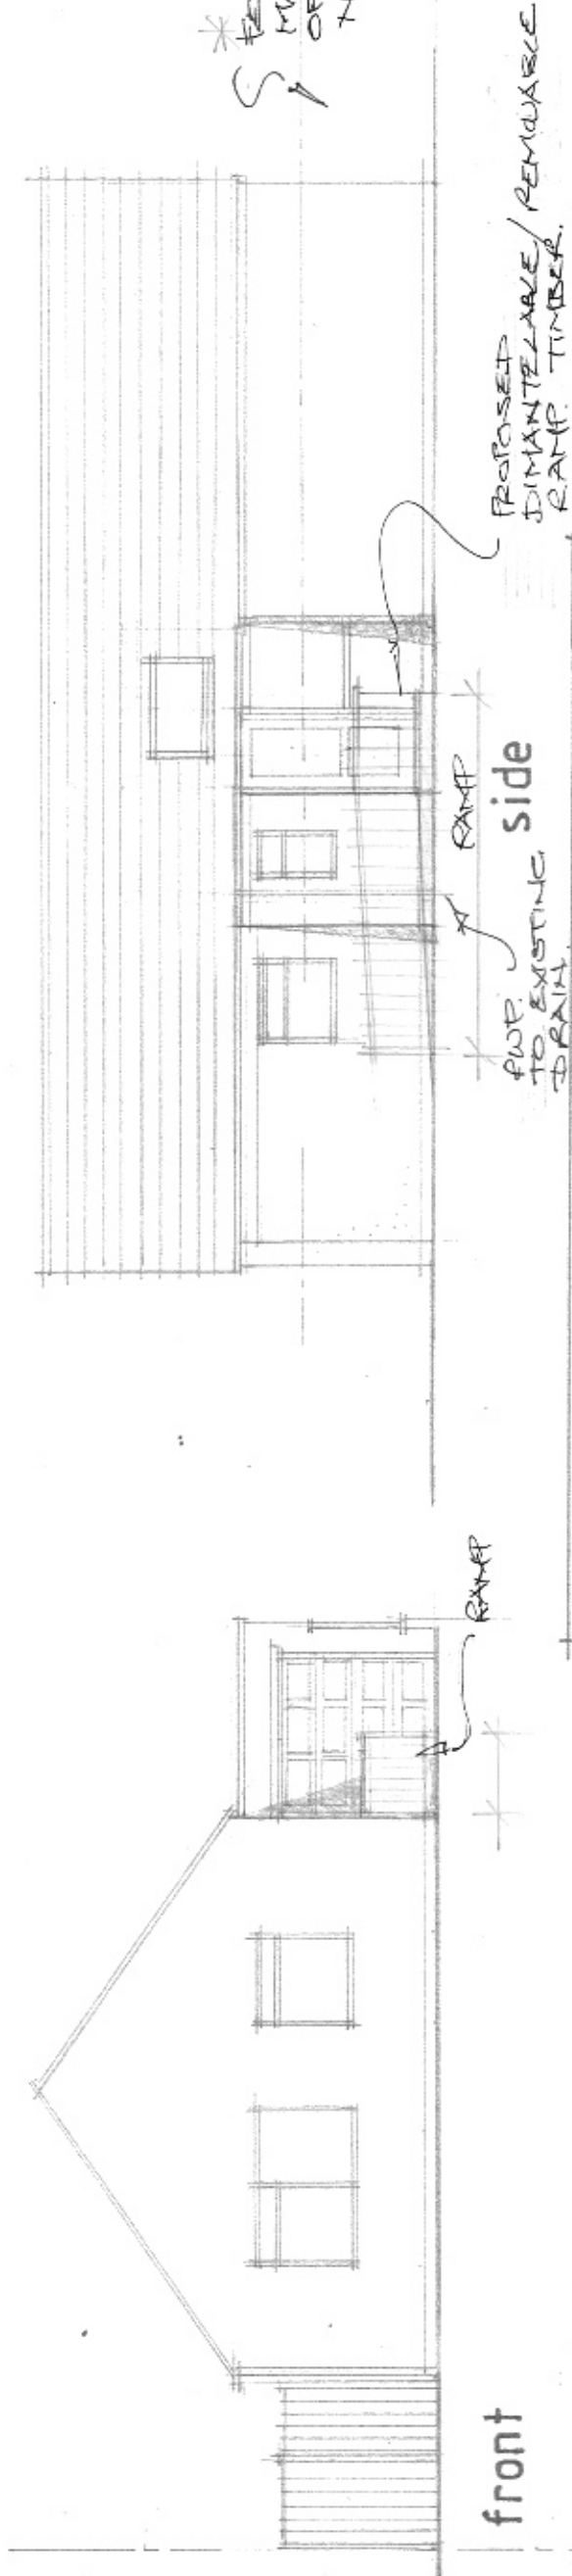 front
RAMP
RWP.
TO EXISTING
DRAIN.
RAMP
side
PROPOSED
DIMANTELABLE/REMOVABLE
RAMP. TIMBER.